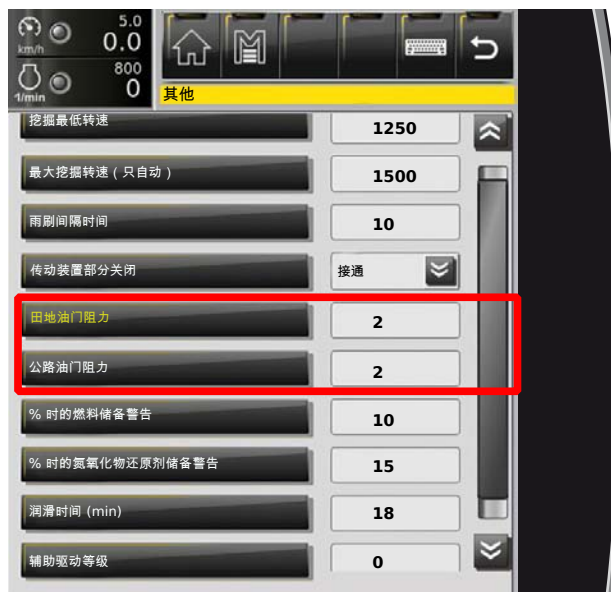 5.0
km/h
0.0
800
1/min
0
其他
挖掘最低转速
1250
最大挖掘转速 ( 只自动 )
1500
雨刷间隔时间
10
传动装置部分关闭
接通
田地油门阻力
2
公路油门阻力
2
% 时的燃料储备警告
10
% 时的氮氧化物还原剂储备警告
15
润滑时间 (min)
18
辅助驱动等级
0